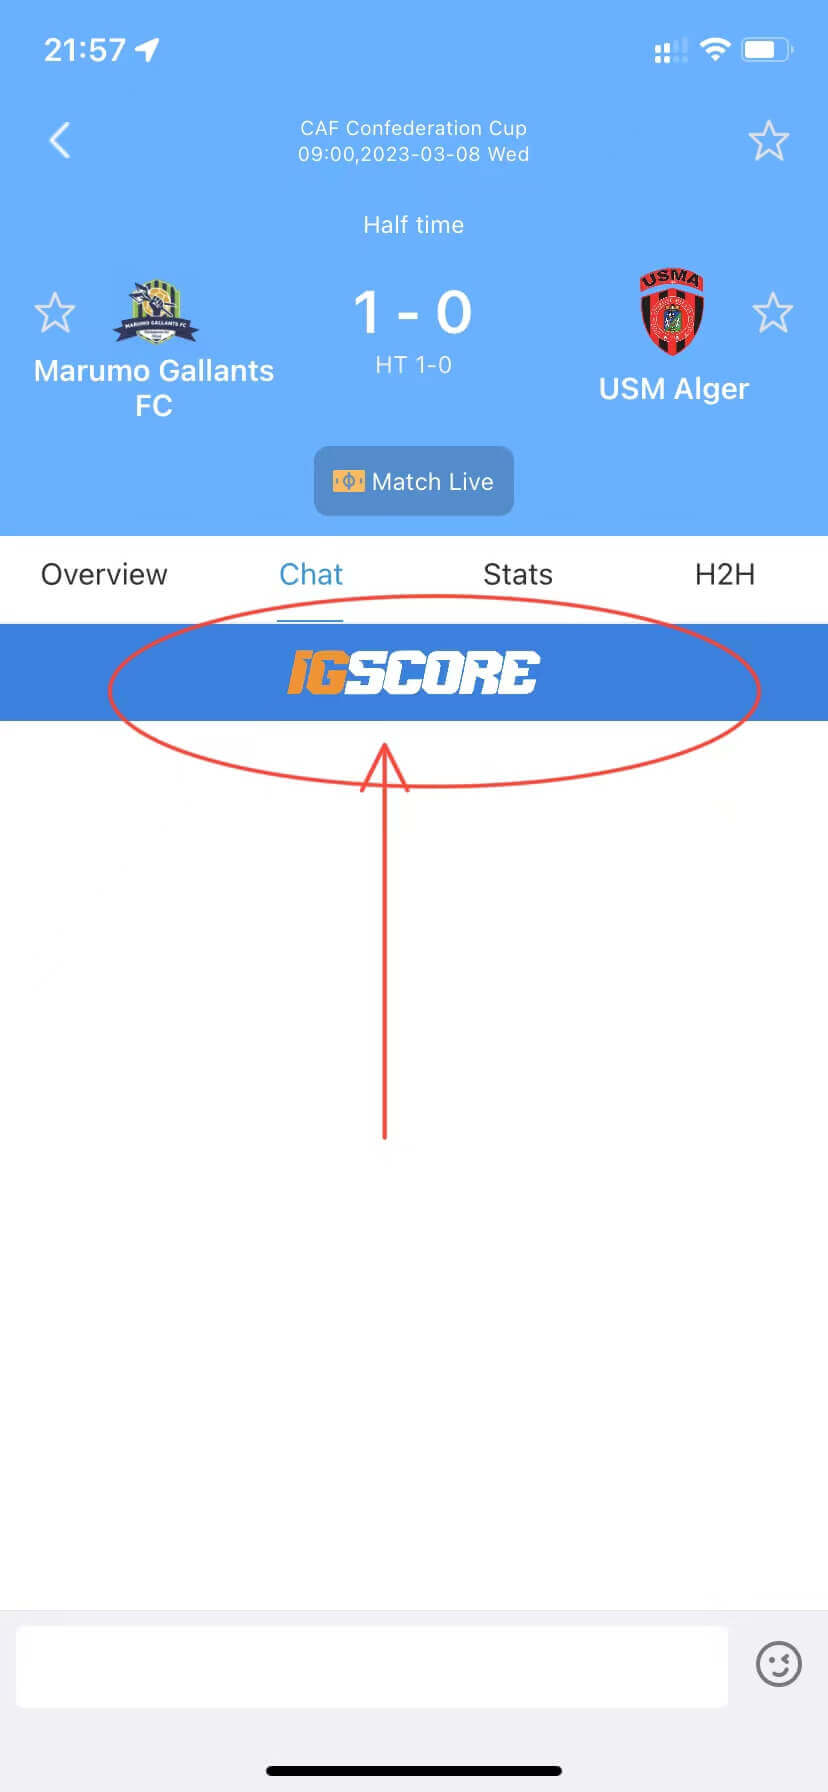 21:57
CAF Confederation Cup
09:00,2023-03-08 Wed
Half time
1 - 0
HT 1-0
MARUMO GALLANTS FC
USMA
Marumo Gallants
FC
USM Alger
Match Live
Overview Chat Stats H2H
IGSCORE